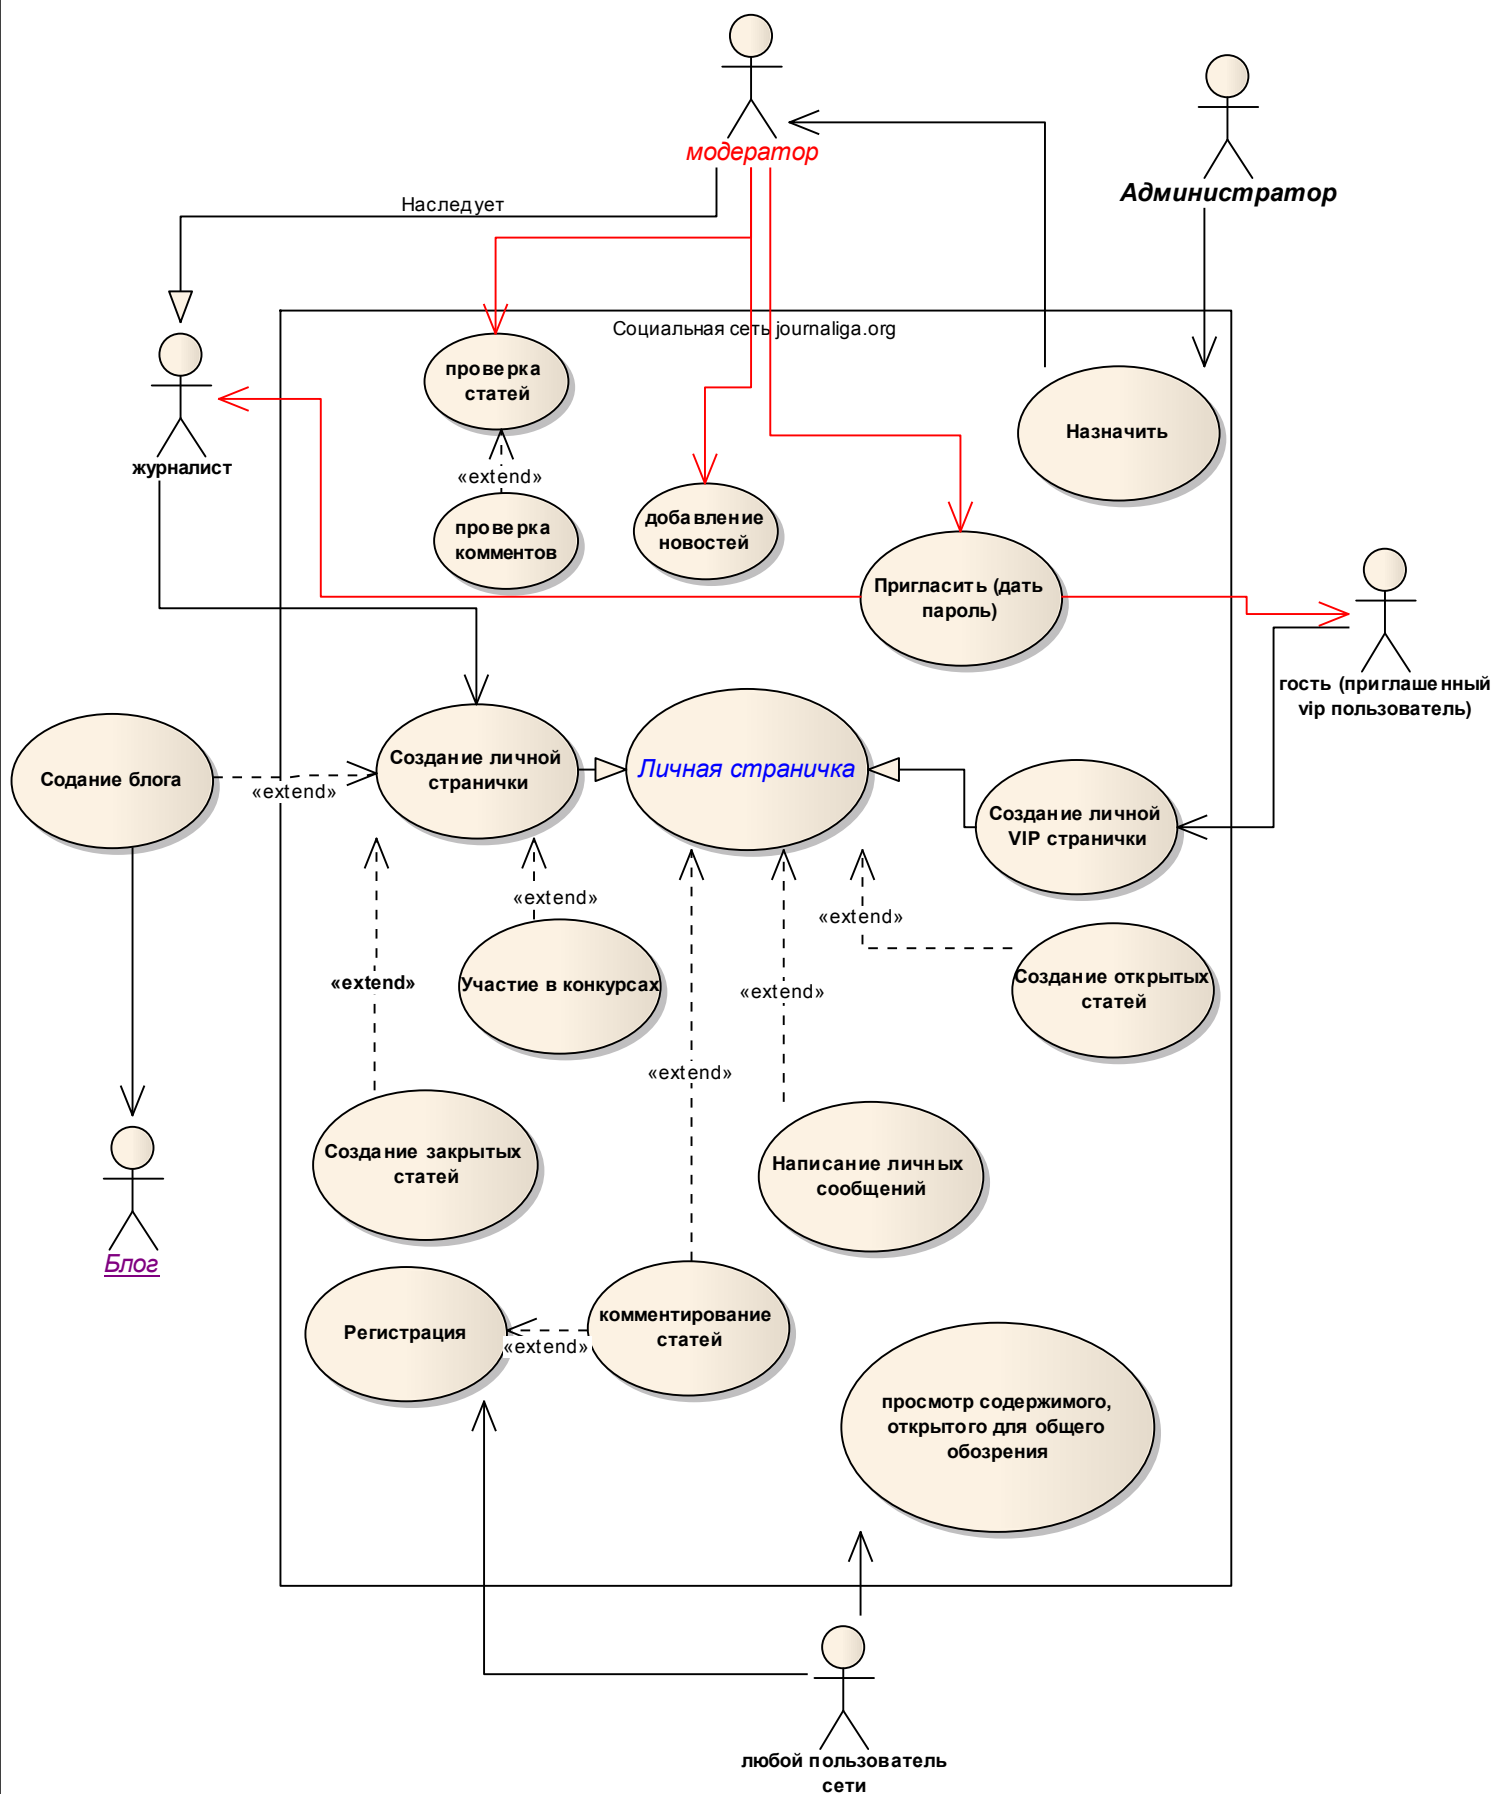 модератор
Администратор
Наследует
Социальная сеть journaliga.org
проверка
статей
Назначить
журналист
«extend»
проверка
комментов
добавление
новостей
Пригласить (дать
пароль)
гость (приглашенный
vip пользователь)
Содание блога
«extend»
Создание личной
странички
Личная страничка
Создание личной
VIP странички
«extend»
«extend»
«extend»
Участие в конкурсах
«extend»
Создание открытых
статей
«extend»
Создание закрытых
статей
Написание личных
сообщений
Блог
Регистрация
«extend»
комментирование
статей
просмотр содержимого,
открытого для общего
обозрения
любой пользователь
сети